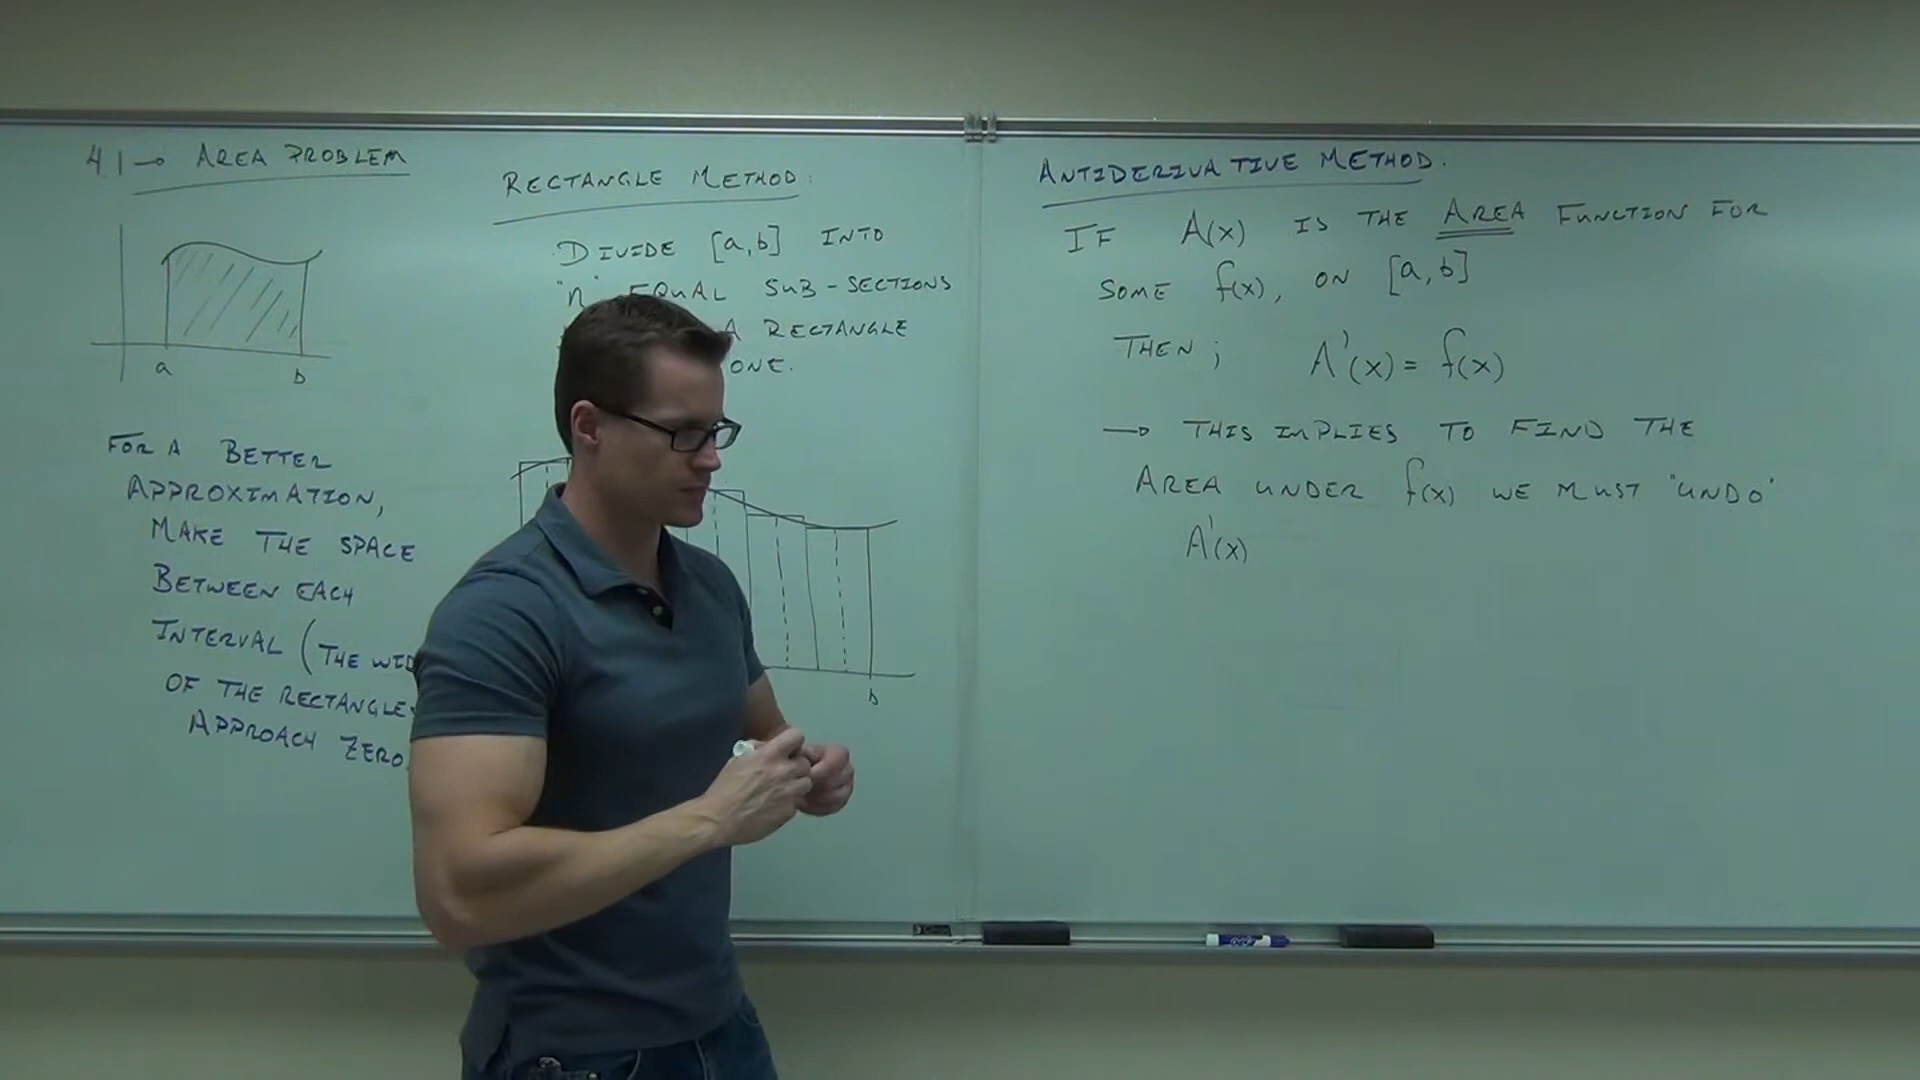 4.1 → AREA PROBLEM
a b
FOR A BETTER
APPROXIMATION,
MAKE THE SPACE
BETWEEN EACH
INTERVAL (THE WID
OF THE RECTANGLE
APPROACH ZERO.
RECTANGLE METHOD:
DIVIDE [a,b] INTO
"n" EQUAL SUB-SECTIONS
A RECTANGLE
ONE.
b
ANTIDERIVATIVE METHOD.
IF A(x) IS THE AREA FUNCTION FOR
SOME f(x), ON [a,b]
THEN; A'(x) = f(x)
→ THIS IMPLIES TO FIND THE
AREA UNDER f(x) WE MUST "UNDO"
A'(x)